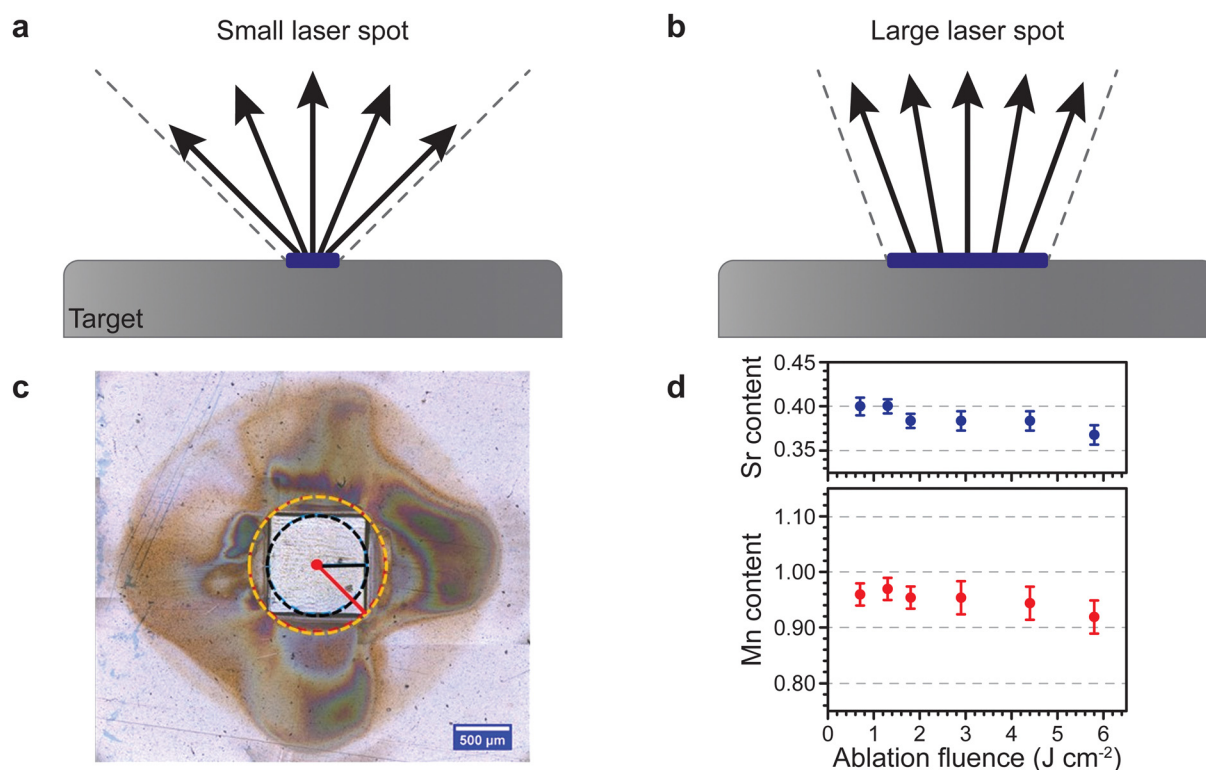 a
Small laser spot
b
Large laser spot
Target
c
500 µm
d
Sr content
0.45
0.40
0.35
Mn content
1.10
1.00
0.90
0.80
0 1 2 3 4 5 6
Ablation fluence (J cm⁻²)